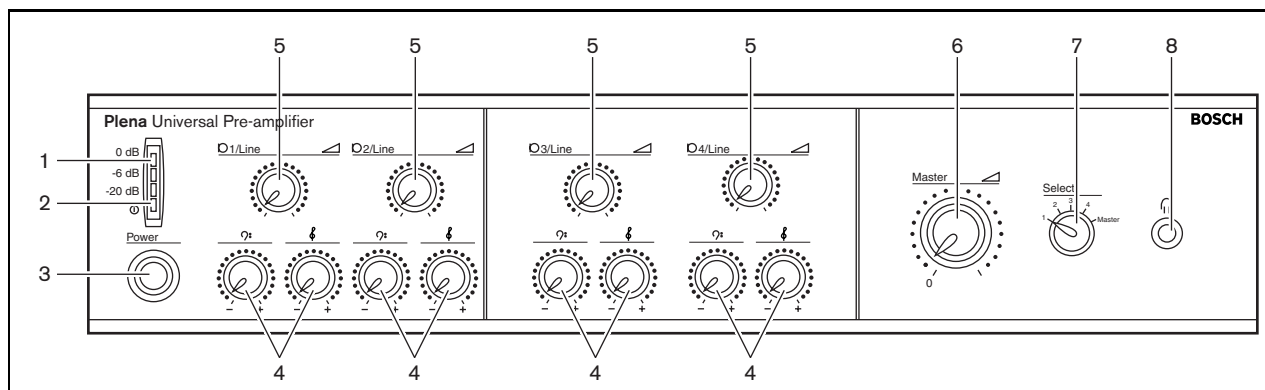 5 5 5 5 6 7 8
Plena Universal Pre-amplifier
BOSCH
1
0 dB
-6 dB
-20 dB
2
1/Line
2/Line
3/Line
4/Line
Master
0
Select
1 2 3 4 Master
Power
3
- + - + - + - +
- + - + - + - +
4 4 4 4